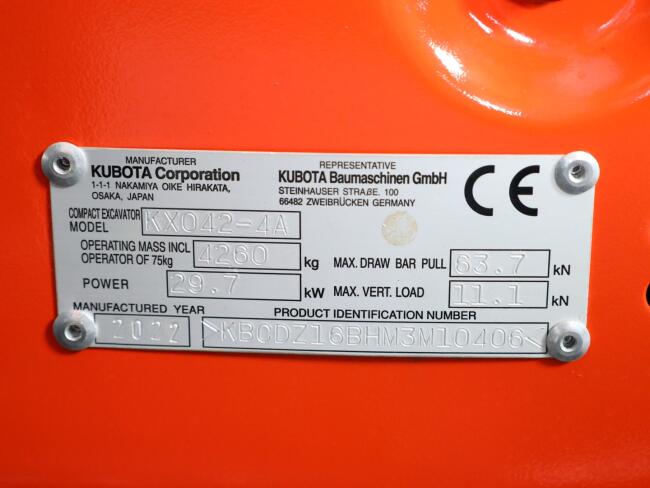 MANUFACTURER
KUBOTA Corporation
1-1-1 NAKAMIYA OIKE HIRAKATA,
OSAKA, JAPAN
REPRESENTATIVE
KUBOTA Baumaschinen GmbH
STEINHAUSER STRAßE. 100
66482 ZWEIBRÜCKEN GERMANY
CE
COMPACT EXCAVATOR
MODEL KX042-4A
OPERATING MASS INCL
OPERATOR OF 75kg 4260 kg
MAX. DRAW BAR PULL 63.7 kN
POWER 29.7 kW
MAX. VERT. LOAD 11.1 kN
MANUFACTURED YEAR
2022
PRODUCT IDENTIFICATION NUMBER
>KBCDZ16BHM3M10406<